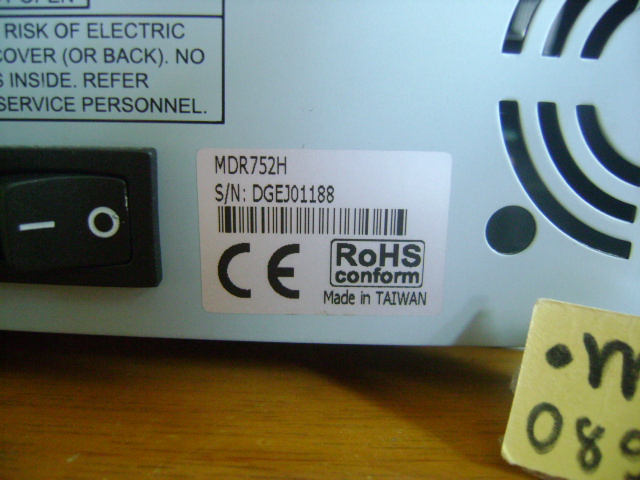 RISK OF ELECTRIC
COVER (OR BACK). NO
INSIDE. REFER
SERVICE PERSONNEL.
MDR752H
S/N: DGEJ01188
CE
RoHS
conform
Made in TAIWAN
089